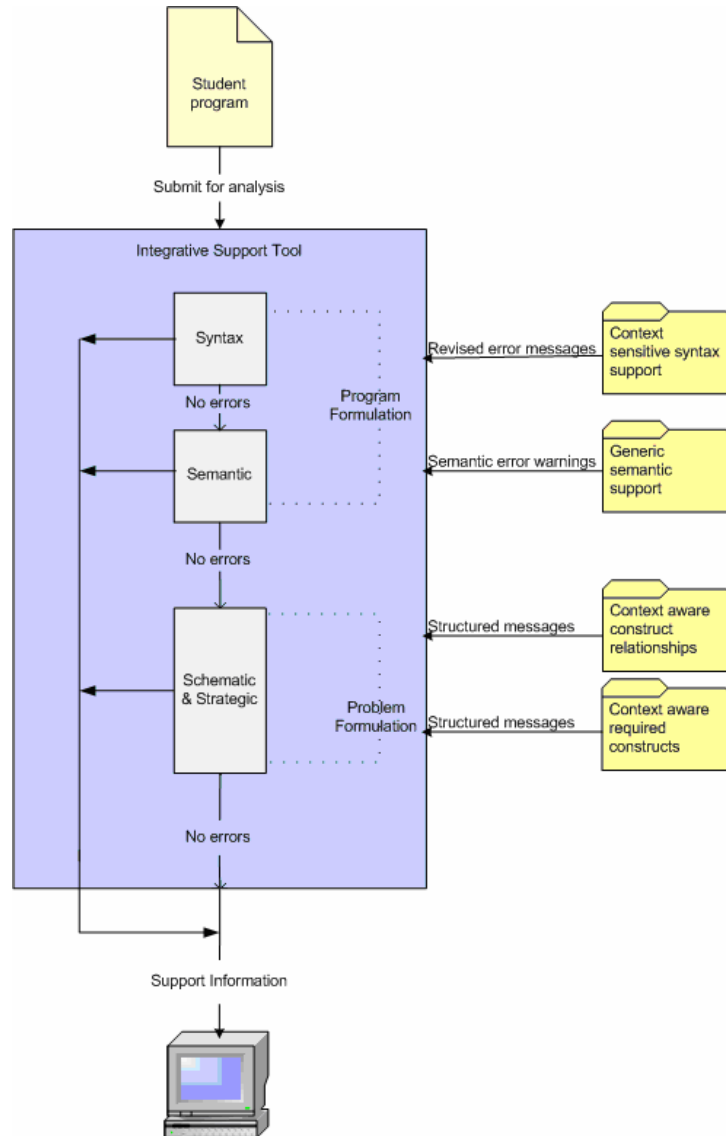 Student
program
Submit for analysis
Integrative Support Tool
Syntax
No errors
Semantic
No errors
Schematic
& Strategic
No errors
Program
Formulation
Problem
Formulation
Revised error messages
Context
sensitive syntax
support
Semantic error warnings
Generic
semantic
support
Structured messages
Context aware
construct
relationships
Structured messages
Context aware
required
constructs
Support Information